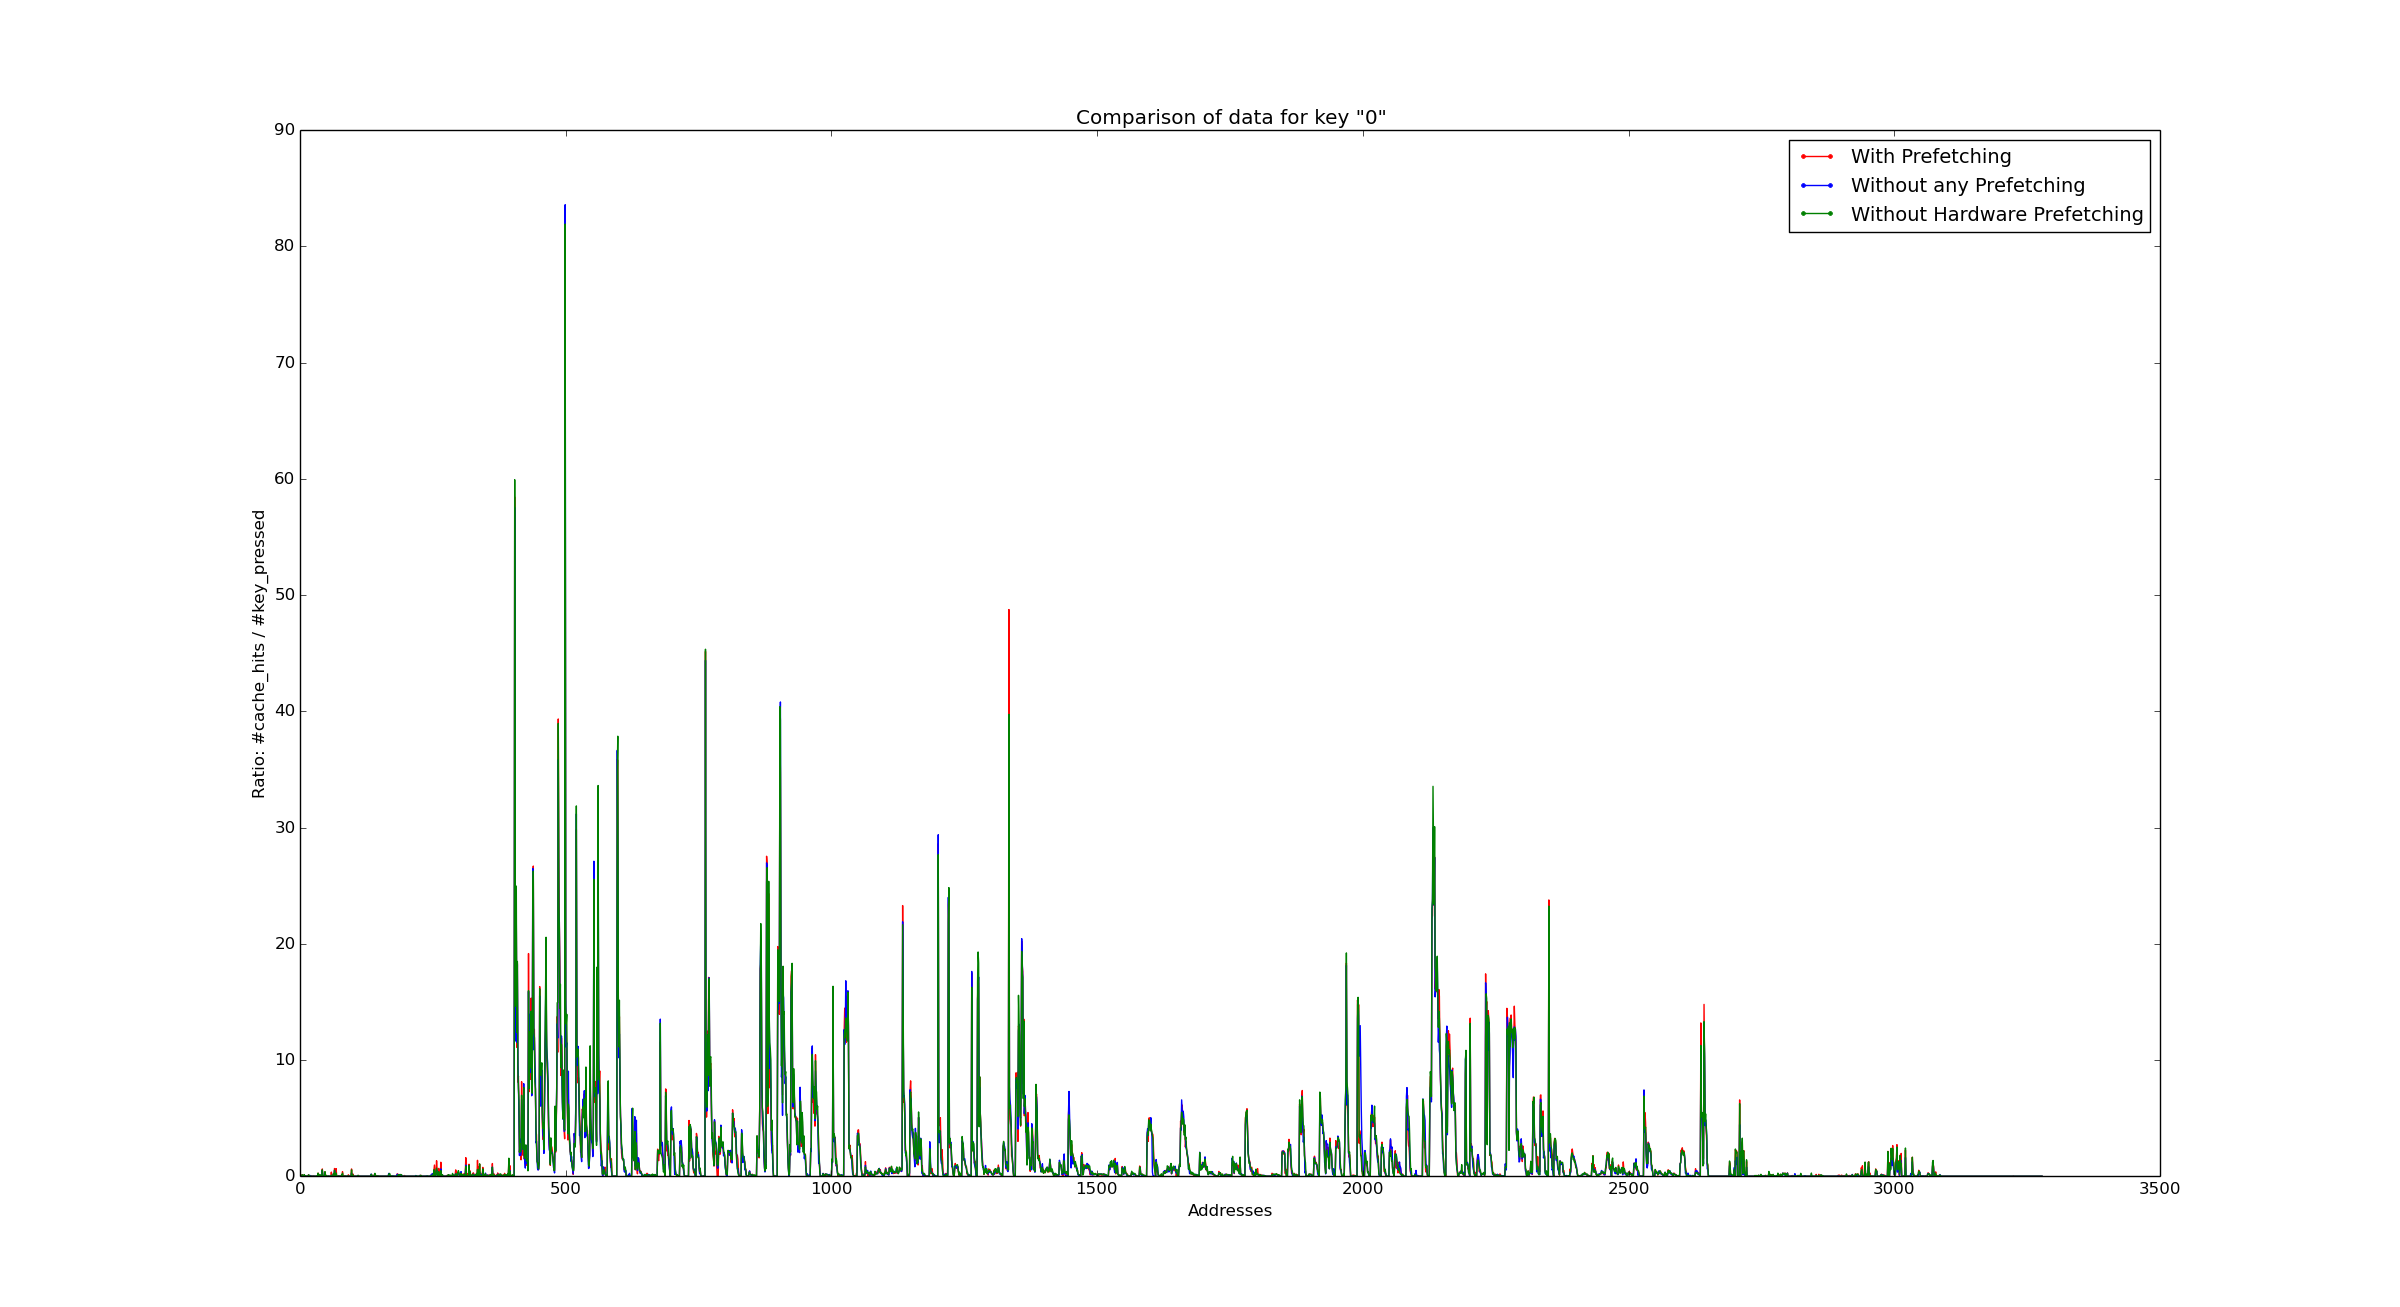 Comparison of data for key "0"
With Prefetching
Without any Prefetching
Without Hardware Prefetching
Ratio: #cache_hits / #key_pressed
90
80
70
60
50
40
30
20
10
0
0 500 1000 1500 2000 2500 3000 3500
Addresses